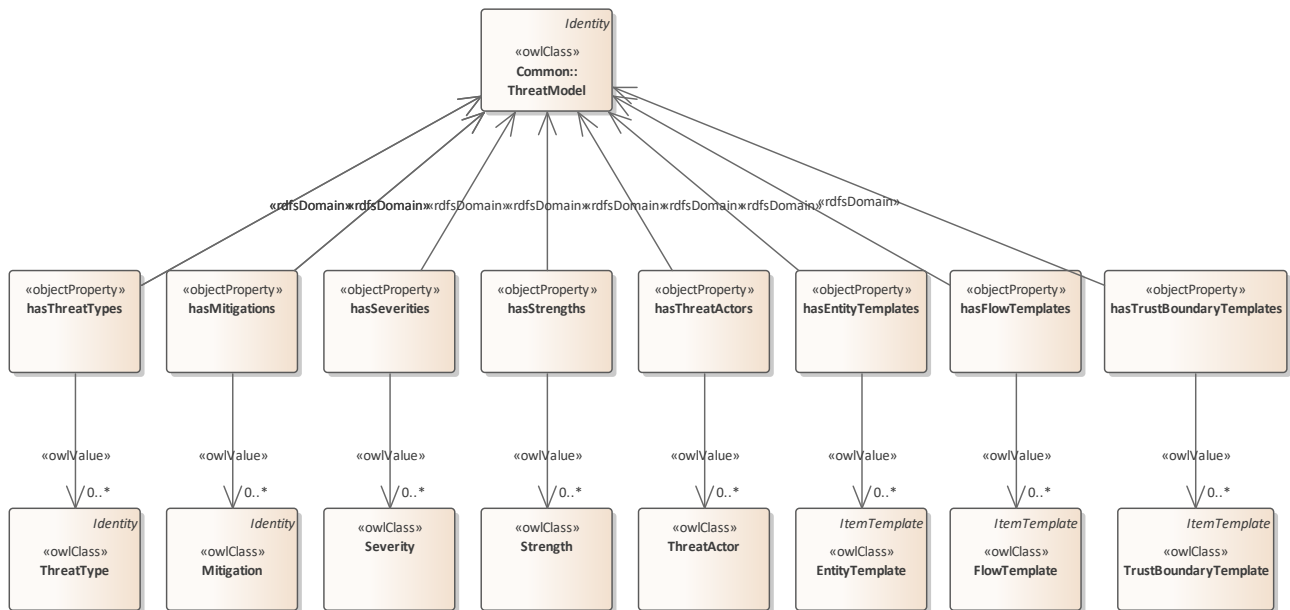 Identity
«owlClass»
Common::
ThreatModel
«rdfsDomain»
«rdfsDomain»
«rdfsDomain»
«rdfsDomain»
«rdfsDomain»
«rdfsDomain»
«rdfsDomain»
«rdfsDomain»
«objectProperty»
hasThreatTypes
«objectProperty»
hasMitigations
«objectProperty»
hasSeverities
«objectProperty»
hasStrengths
«objectProperty»
hasThreatActors
«objectProperty»
hasEntityTemplates
«objectProperty»
hasFlowTemplates
«objectProperty»
hasTrustBoundaryTemplates
«owlValue»
0..*
«owlValue»
0..*
«owlValue»
0..*
«owlValue»
0..*
«owlValue»
0..*
«owlValue»
0..*
«owlValue»
0..*
«owlValue»
0..*
Identity
«owlClass»
ThreatType
Identity
«owlClass»
Mitigation
«owlClass»
Severity
«owlClass»
Strength
«owlClass»
ThreatActor
ItemTemplate
«owlClass»
EntityTemplate
ItemTemplate
«owlClass»
FlowTemplate
ItemTemplate
«owlClass»
TrustBoundaryTemplate